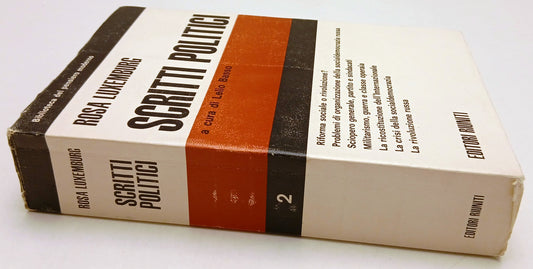 Biblioteca del pensiero moderno
ROSA LUXEMBURG
SCRITTI POLITICI
a cura di Lelio Basso
Riforma sociale o rivoluzione?
Problemi di organizzazione della socialdemocrazia russa
Sciopero generale, partito e sindacati
Militarismo, guerra e classe operaia
La ricostituzione dell'Internazionale
La crisi della socialdemocrazia
La rivoluzione russa
EDITORI RIUNITI
ROSA LUXEMBURG
SCRITTI
POLITICI
2
EDITORI RIUNITI